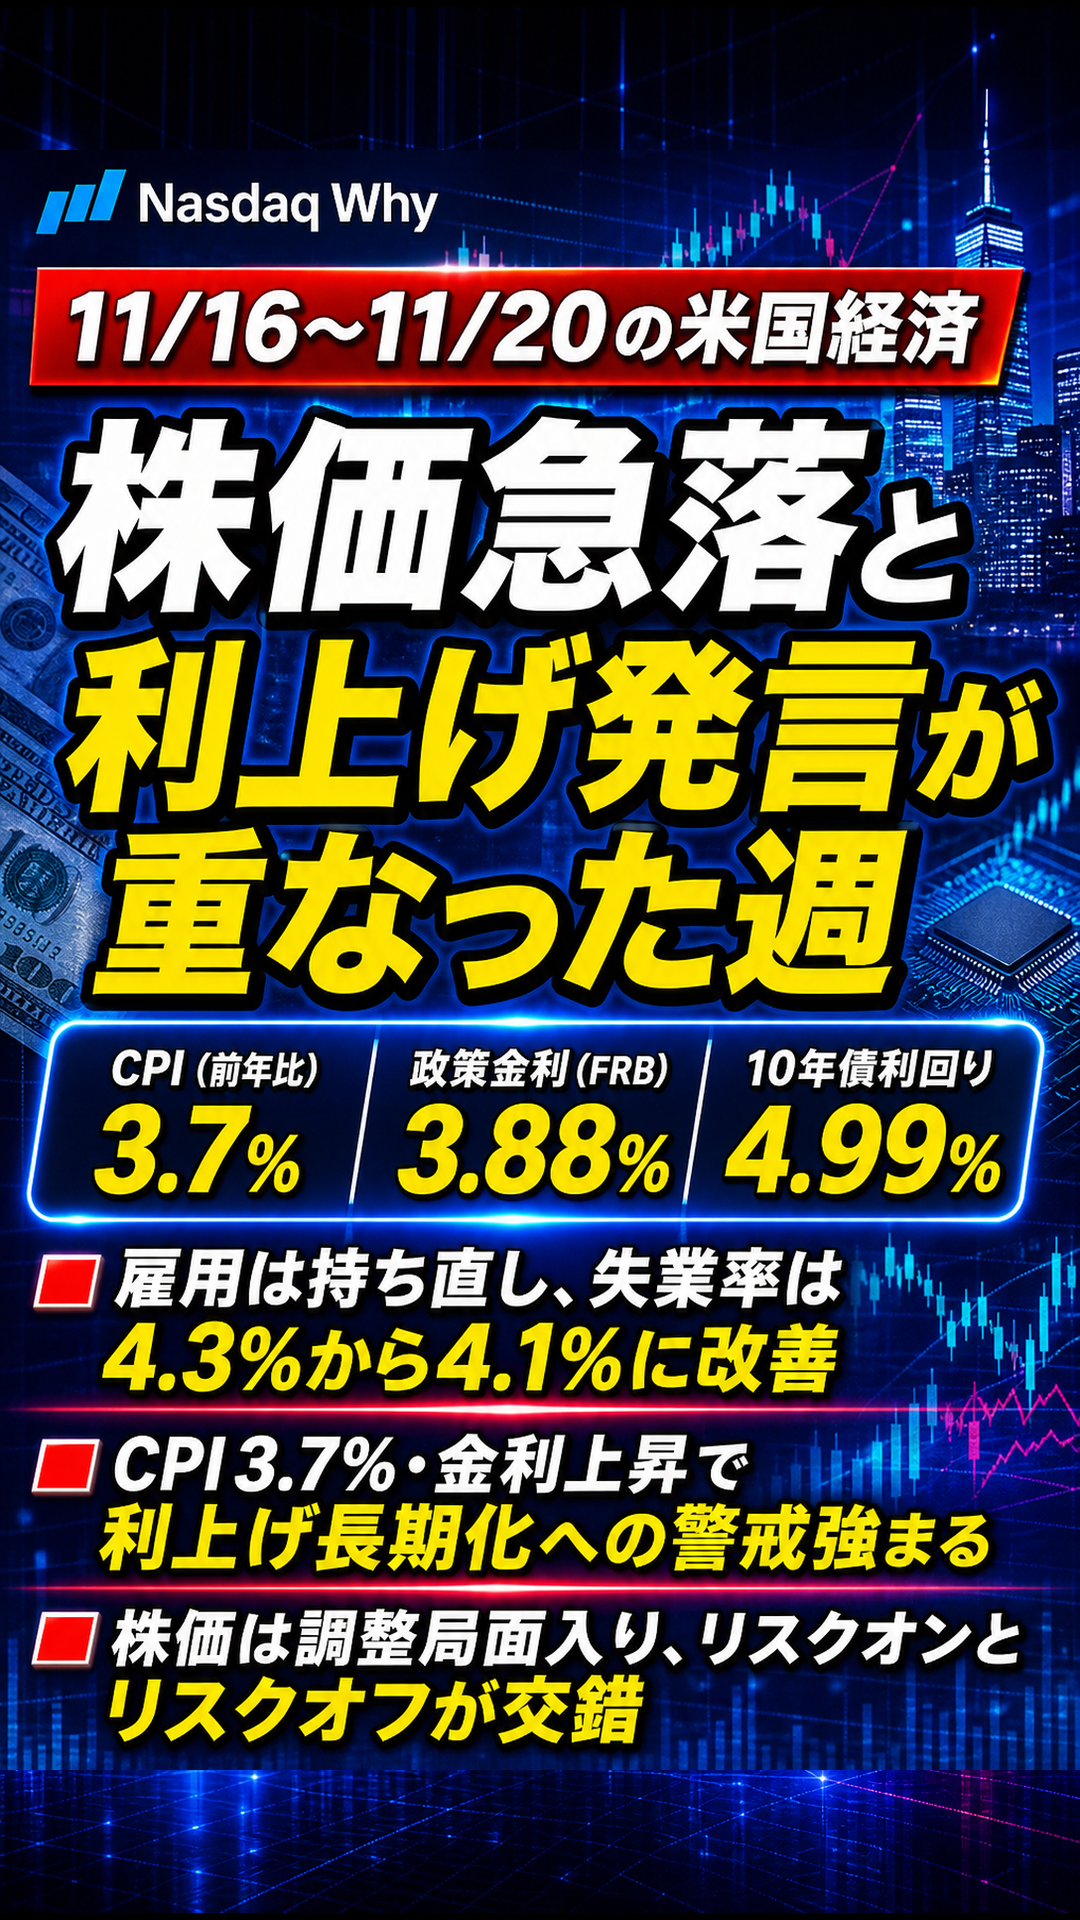 Nasdaq Why
11/16〜11/20の米国経済
株価急落と
利上げ発言が
重なった週
CPI(前年比)
3.7%
政策金利(FRB)
3.88%
10年債利回り
4.99%
雇用は持ち直し、失業率は
4.3%から4.1%に改善
CPI 3.7%・金利上昇で
利上げ長期化への警戒強まる
株価は調整局面入り、リスクオンと
リスクオフが交錯